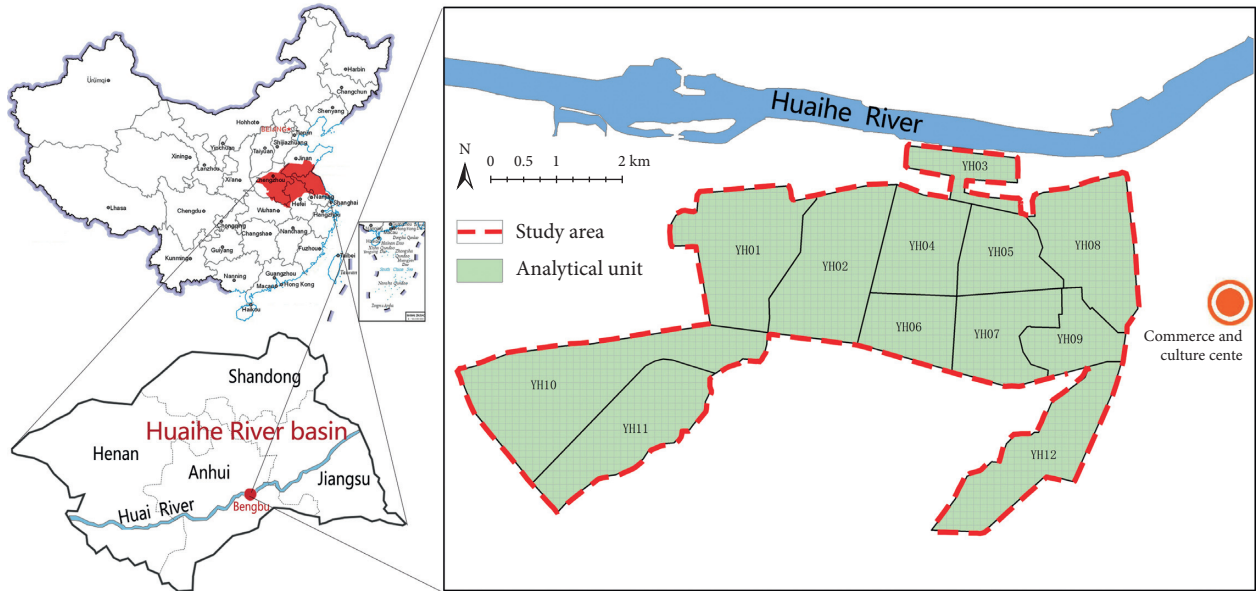 Urumqi
Harbin
Changchun
Shenyang
Hohhot
BEIJING
Tianjin
Shijiazhuang
Yinchuan
Taiyuan
Jinan
Xining
Lanzhou
Xi'an
Zhengzhou
Nanjing
Hefei
Shanghai
Lhasa
Chengdu
Wuhan
Hangzhou
Chongqing
Changsha
Nanchang
Guiyang
Fuzhou
Kunming
Taibei
Nanning
Guangzhou
Macao
Hong Kong
Haikou
Huaihe River
N
0 0.5 1 2 km
Study area
Analytical unit
YH03
YH01
YH02
YH04
YH05
YH08
YH06
YH07
YH09
YH10
YH11
YH12
Commerce and
culture cente
Shandong
Huaihe River basin
Henan
Anhui
Jiangsu
Huai River
Bengbu